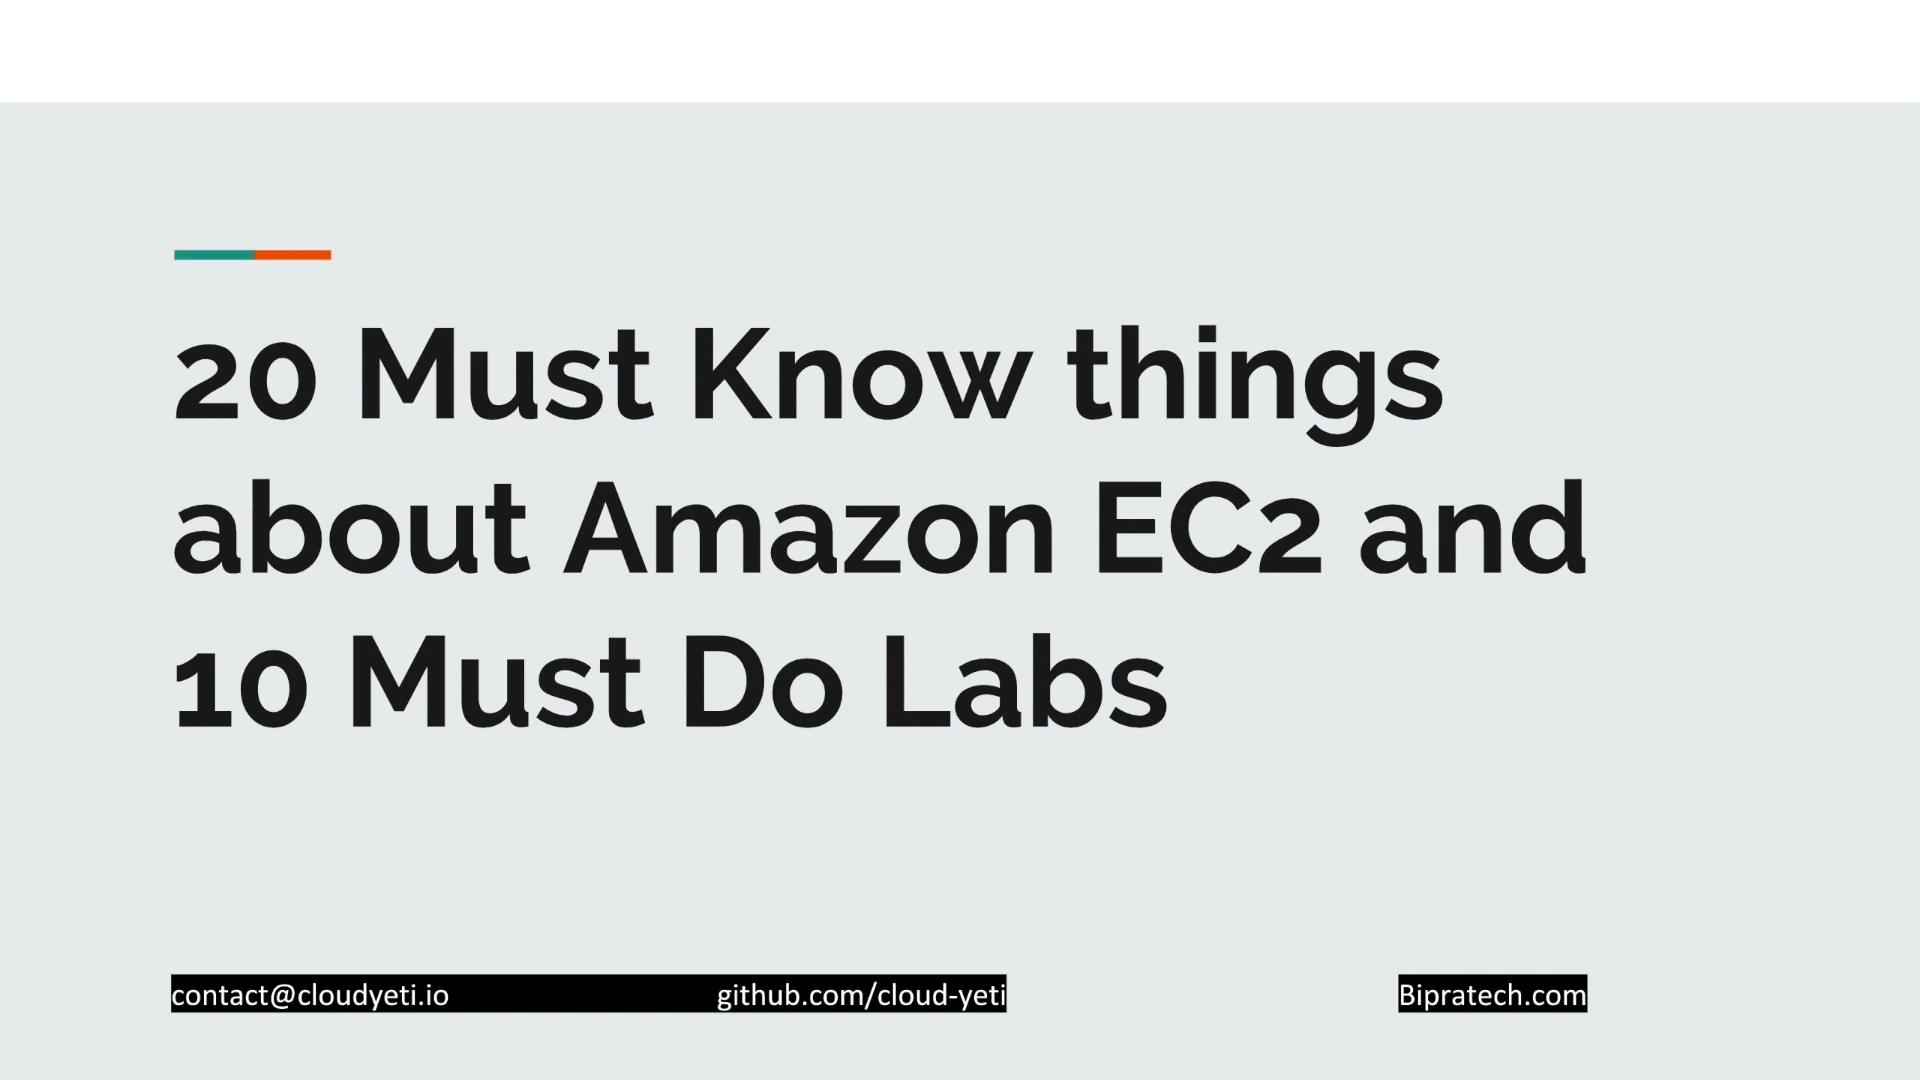 20 Must Know things
about Amazon EC2 and
10 Must Do Labs
contact@cloudyeti.io github.com/cloud-yeti Bipratech.com